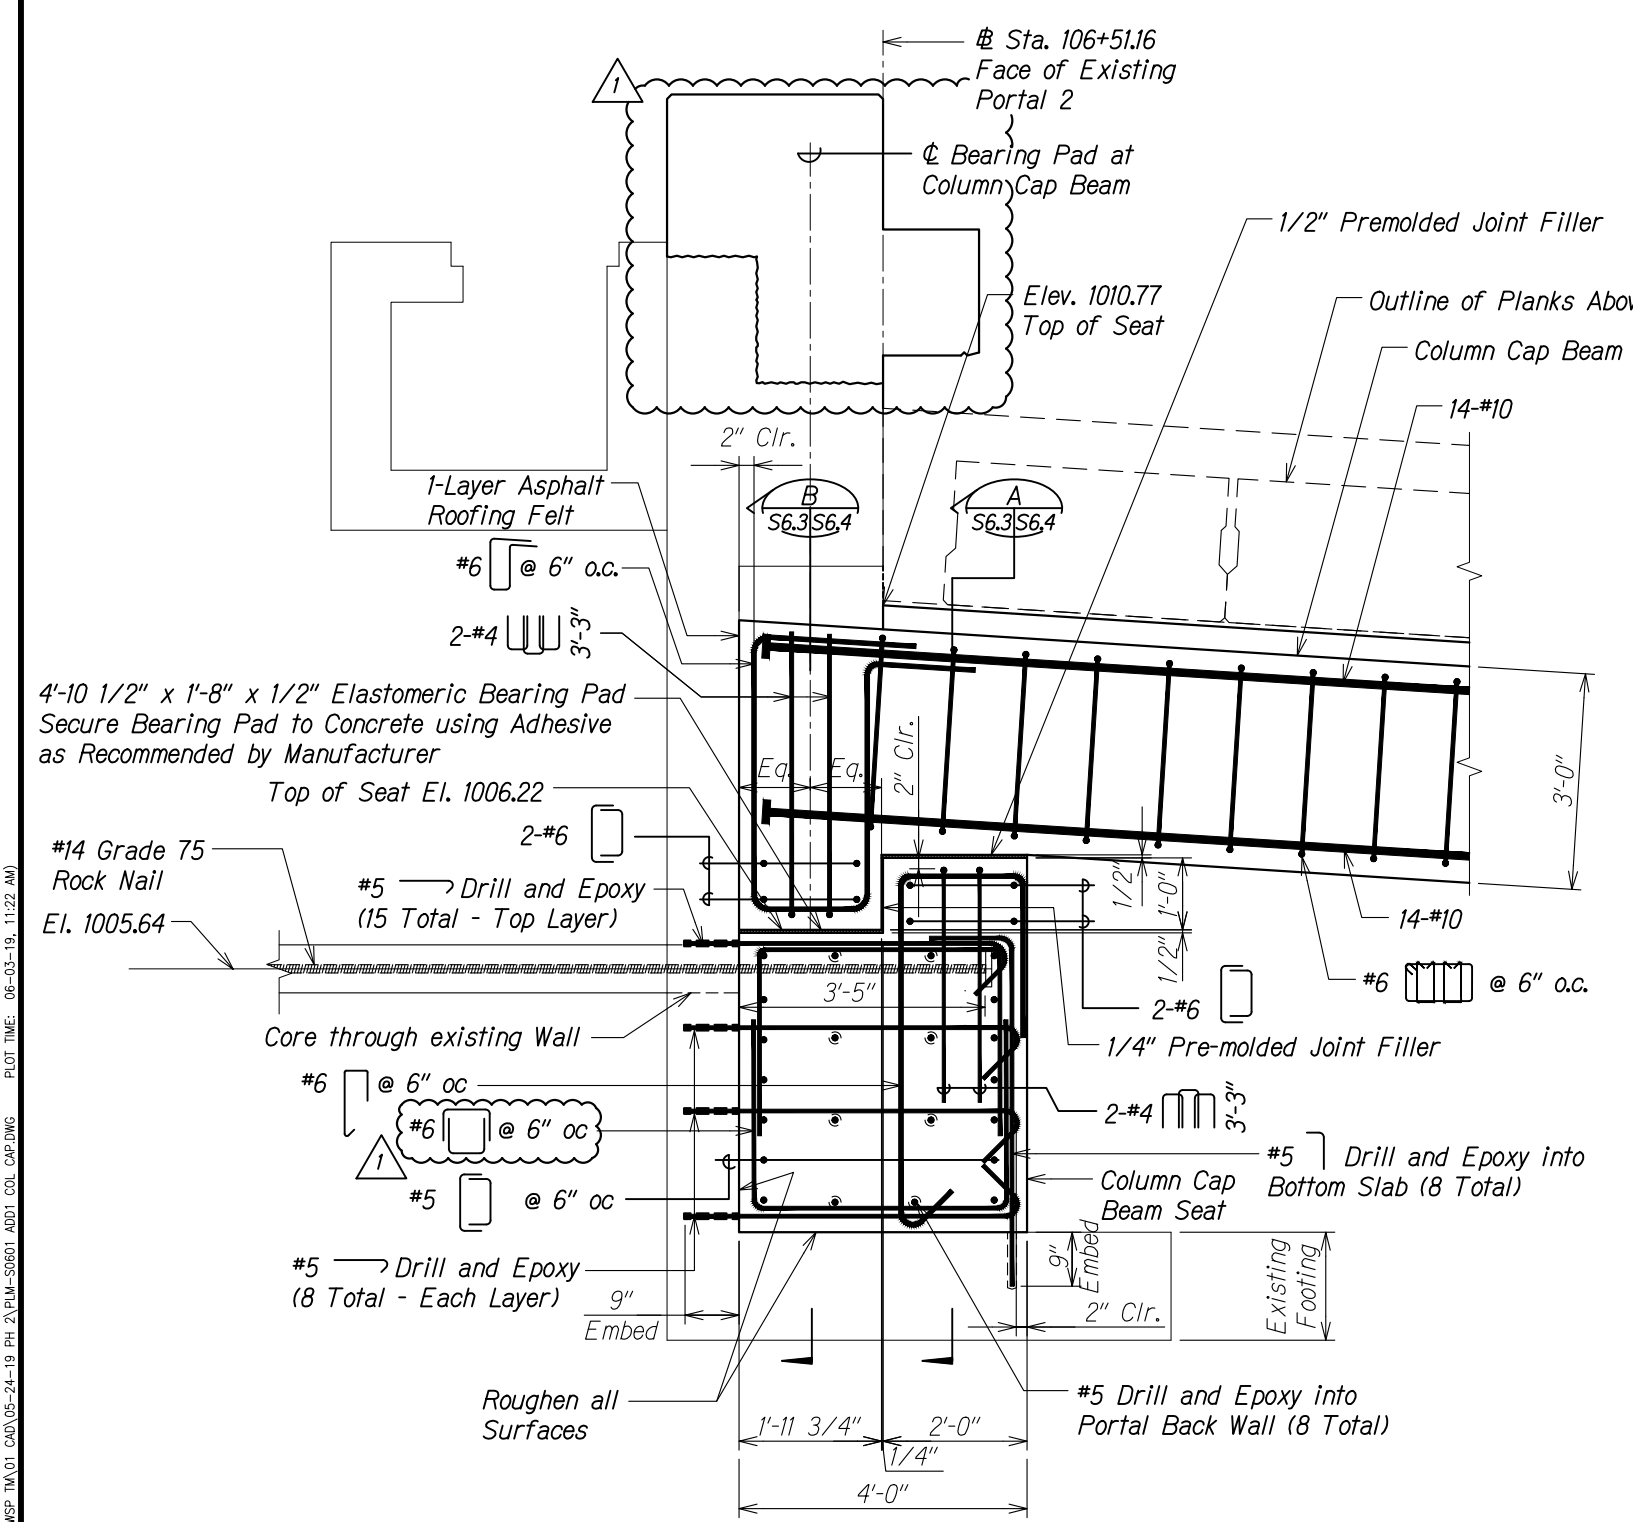 ℄ Sta. 106+51.16
Face of Existing
Portal 2
1
℄ Bearing Pad at
Column Cap Beam
1/2" Premolded Joint Filler
Elev. 1010.77
Top of Seat
Outline of Planks Abov
Column Cap Beam
14-#10
2" Clr.
1-Layer Asphalt
Roofing Felt
B
S6.3 S6.4
A
S6.3 S6.4
#6 @ 6" o.c.
2-#4 3'-3"
4'-10 1/2" x 1'-8" x 1/2" Elastomeric Bearing Pad
Secure Bearing Pad to Concrete using Adhesive
as Recommended by Manufacturer
Eq. Eq.
2" Clr.
3'-0"
Top of Seat El. 1006.22
2-#6
#14 Grade 75
Rock Nail
#5 Drill and Epoxy
(15 Total - Top Layer)
El. 1005.64
1/2"
1'-0"
1/2"
14-#10
#6 @ 6" o.c.
3'-5"
2-#6
Core through existing Wall
1/4" Pre-molded Joint Filler
#6 @ 6" oc
#6 @ 6" oc
1
2-#4 3'-3"
#5 @ 6" oc
#5 Drill and Epoxy into
Bottom Slab (8 Total)
Column Cap
Beam Seat
#5 Drill and Epoxy
(8 Total - Each Layer)
9"
Embed
9"
Embed
2" Clr.
Existing
Footing
Roughen all
Surfaces
#5 Drill and Epoxy into
Portal Back Wall (8 Total)
1'-11 3/4"
2'-0"
1/4"
4'-0"
WSP TM\01 CAD\05-24-19 PH 2\PLM-S0601 ADD1 COL CAP.DWG PLOT TIME: 06-03-19, 11:22 AM)